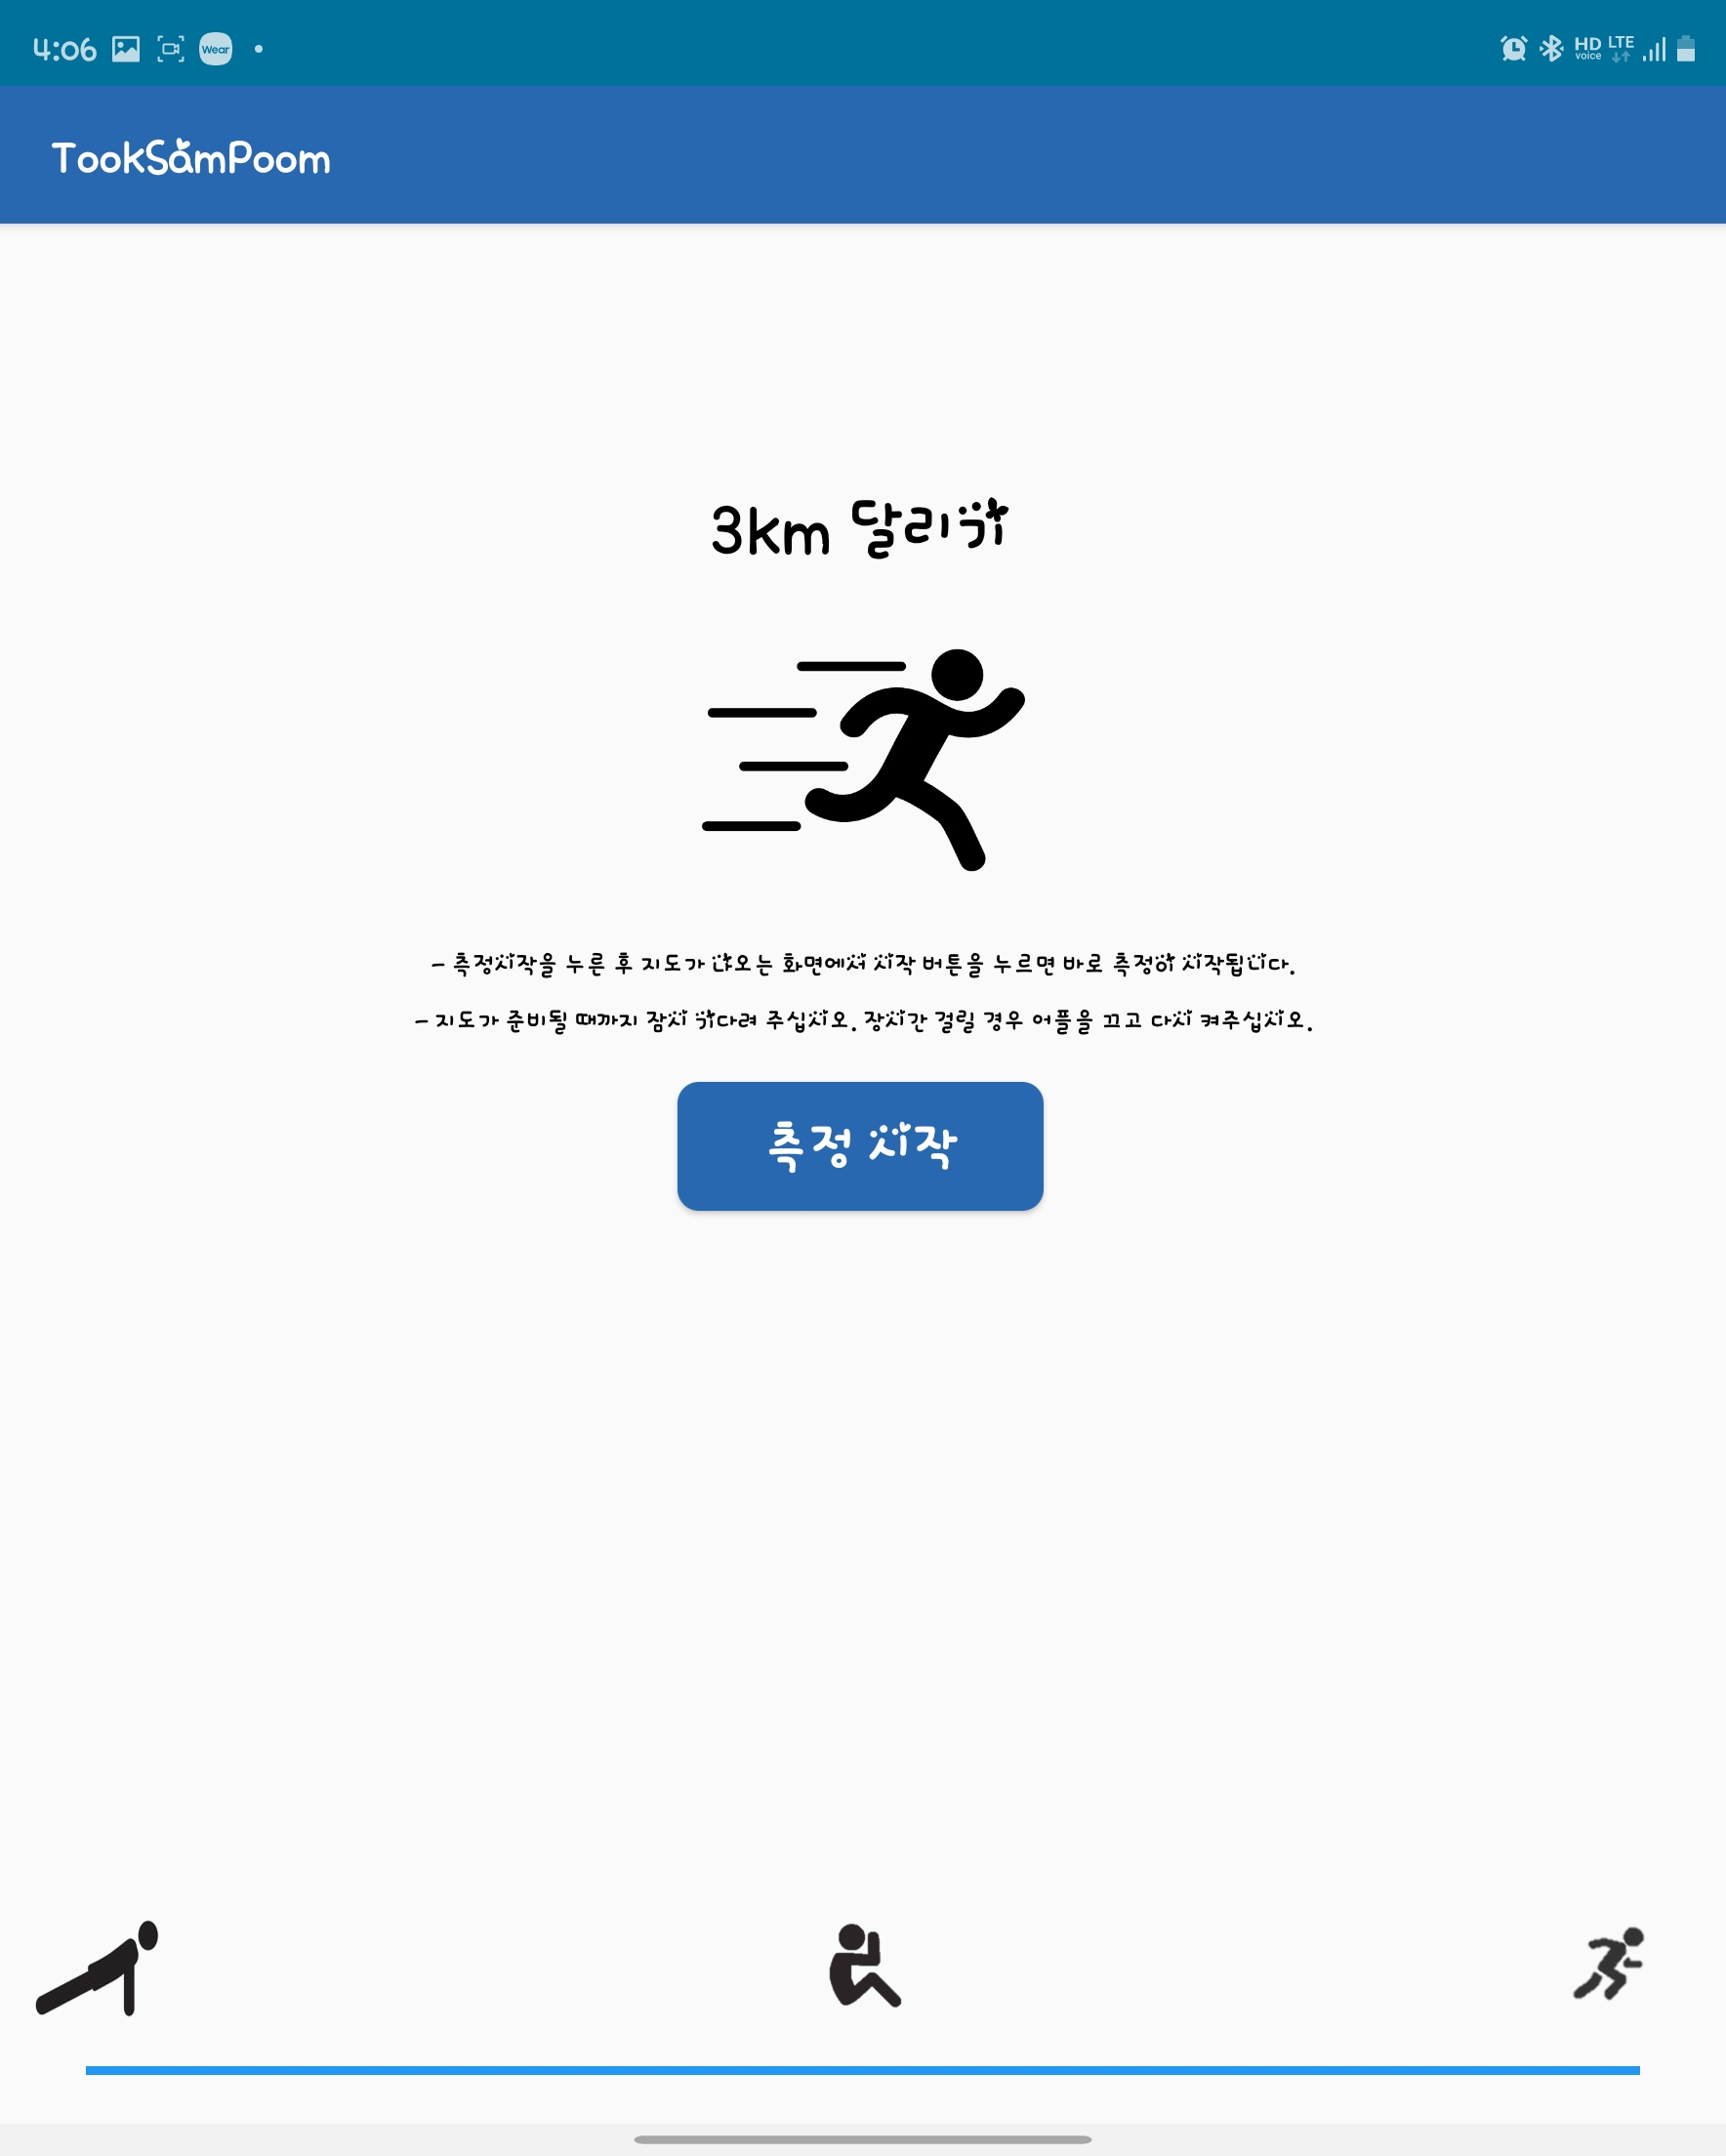 4:06 Wear HD voice LTE
TookSamPoom
3km 달리기
- 측정시작을 누른 후 지도가 나오는 화면에서 시작 버튼을 누르면 바로 측정이 시작됩니다.
- 지도가 준비될 때까지 잠시 기다려 주십시오. 장시간 걸릴 경우 어플을 끄고 다시 켜주십시오.
측정 시작